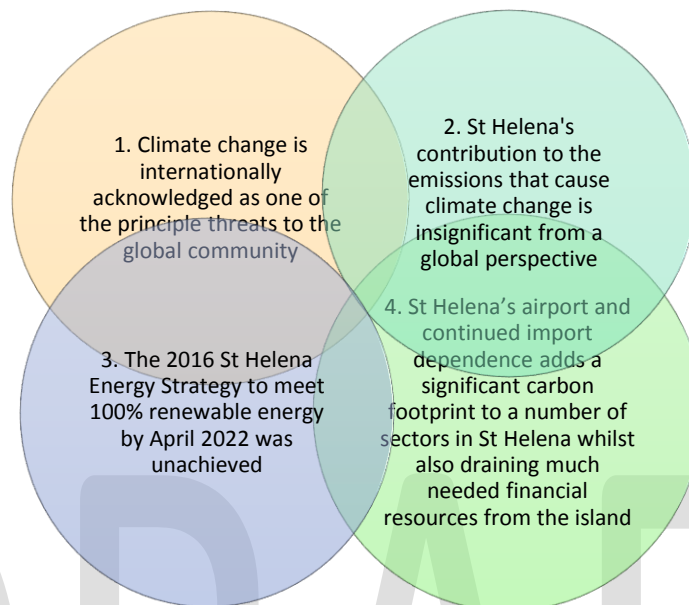 1. Climate change is
internationally
acknowledged as one of
the principle threats to the
global community
2. St Helena's
contribution to the
emissions that cause
climate change is
insignificant from a
global perspective
3. The 2016 St Helena
Energy Strategy to meet
100% renewable energy
by April 2022 was
unachieved
4. St Helena’s airport and
continued import
dependence adds a
significant carbon
footprint to a number of
sectors in St Helena whilst
also draining much
needed financial
resources from the island